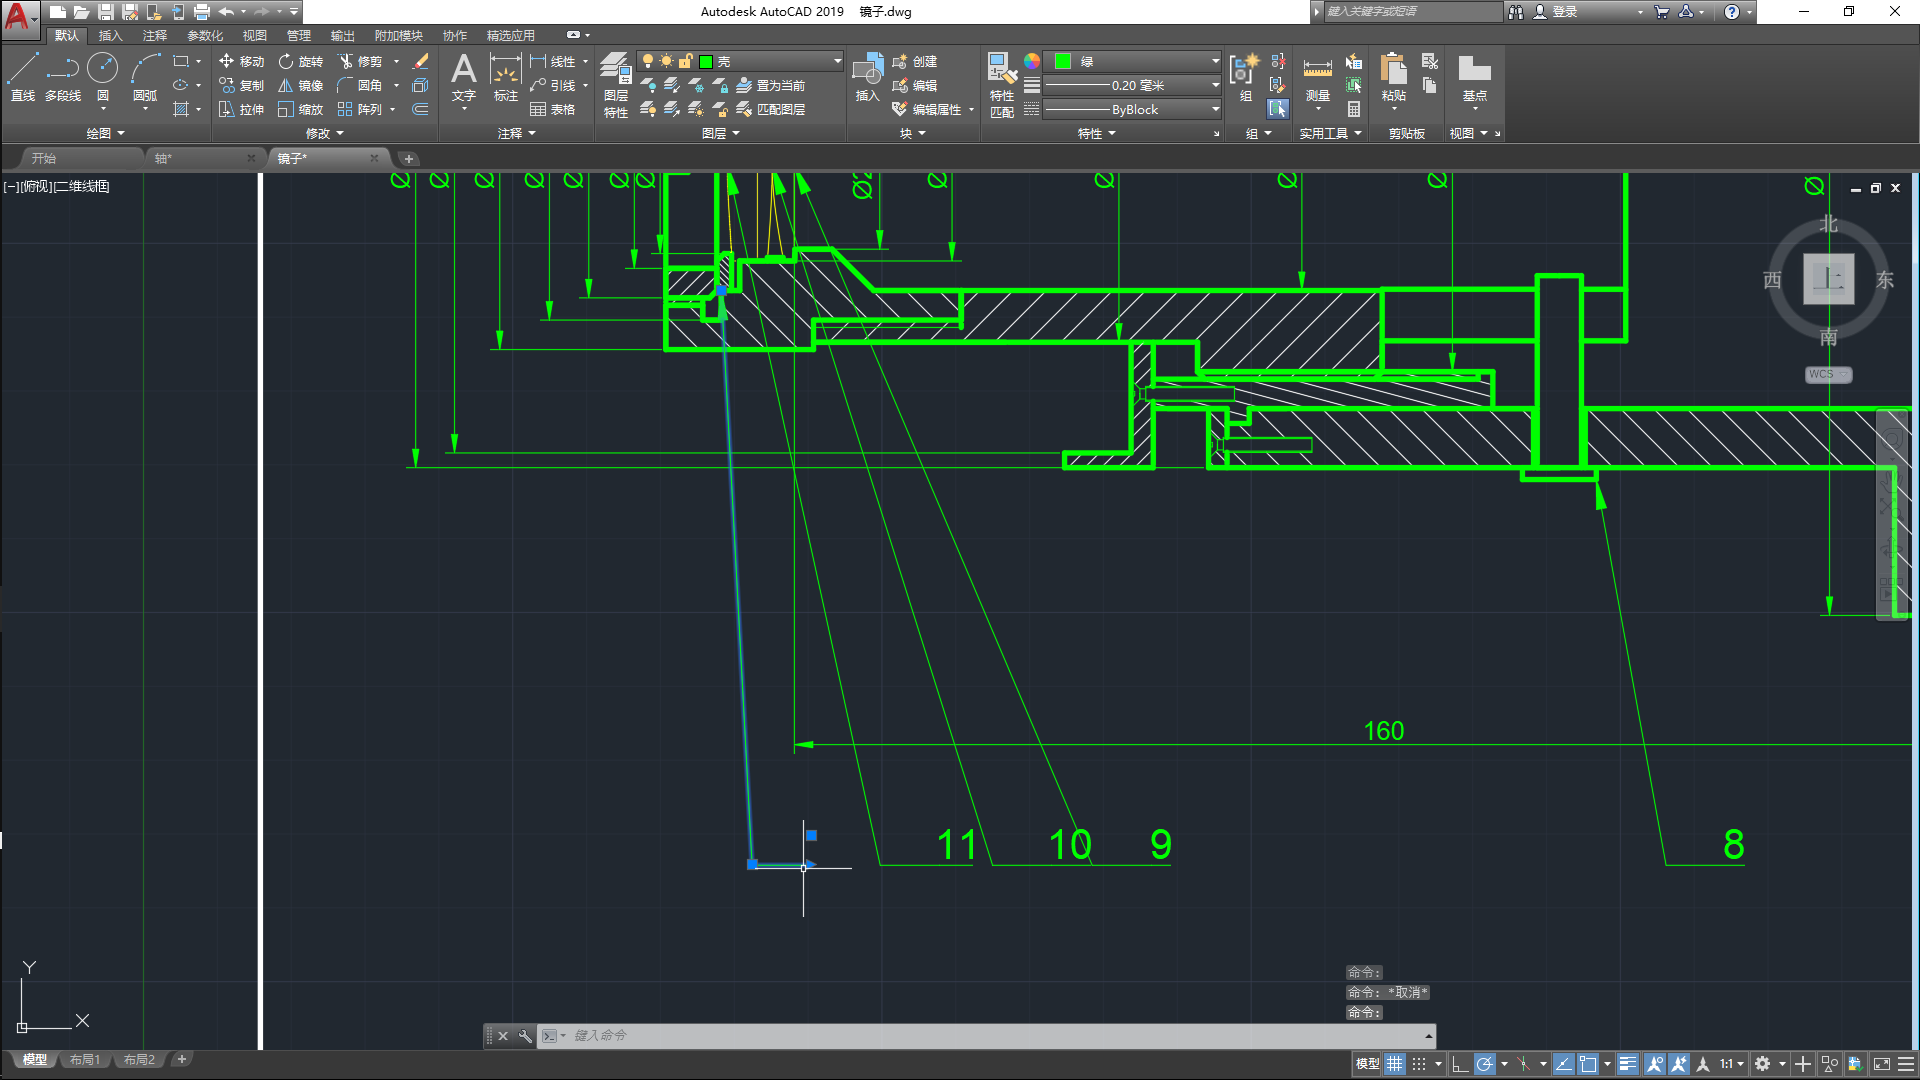 Autodesk AutoCAD 2019 镜子.dwg
键入关键字或短语
登录
默认 插入 注释 参数化 视图 管理 输出 附加模块 协作 精选应用
直线 多段线 圆 圆弧
移动 旋转 修剪
复制 镜像 圆角
拉伸 缩放 阵列
文字 标注
线性
引线
表格
图层特性
壳
置为当前
匹配图层
插入
创建
编辑
编辑属性
特性匹配
绿
0.20 毫米
ByBlock
组
测量
粘贴
基点
绘图 修改 注释 图层 块 特性 组 实用工具 剪贴板 视图
开始 轴* 镜子*
[−][俯视][二维线框]
Ø Ø Ø Ø Ø Ø Ø Ø2 Ø Ø Ø Ø Ø
北
西 上 东
南
WCS
160
11 10 9 8
Y
X
命令:
命令: *取消*
命令:
键入命令
模型 布局1 布局2 +
模型 1:1